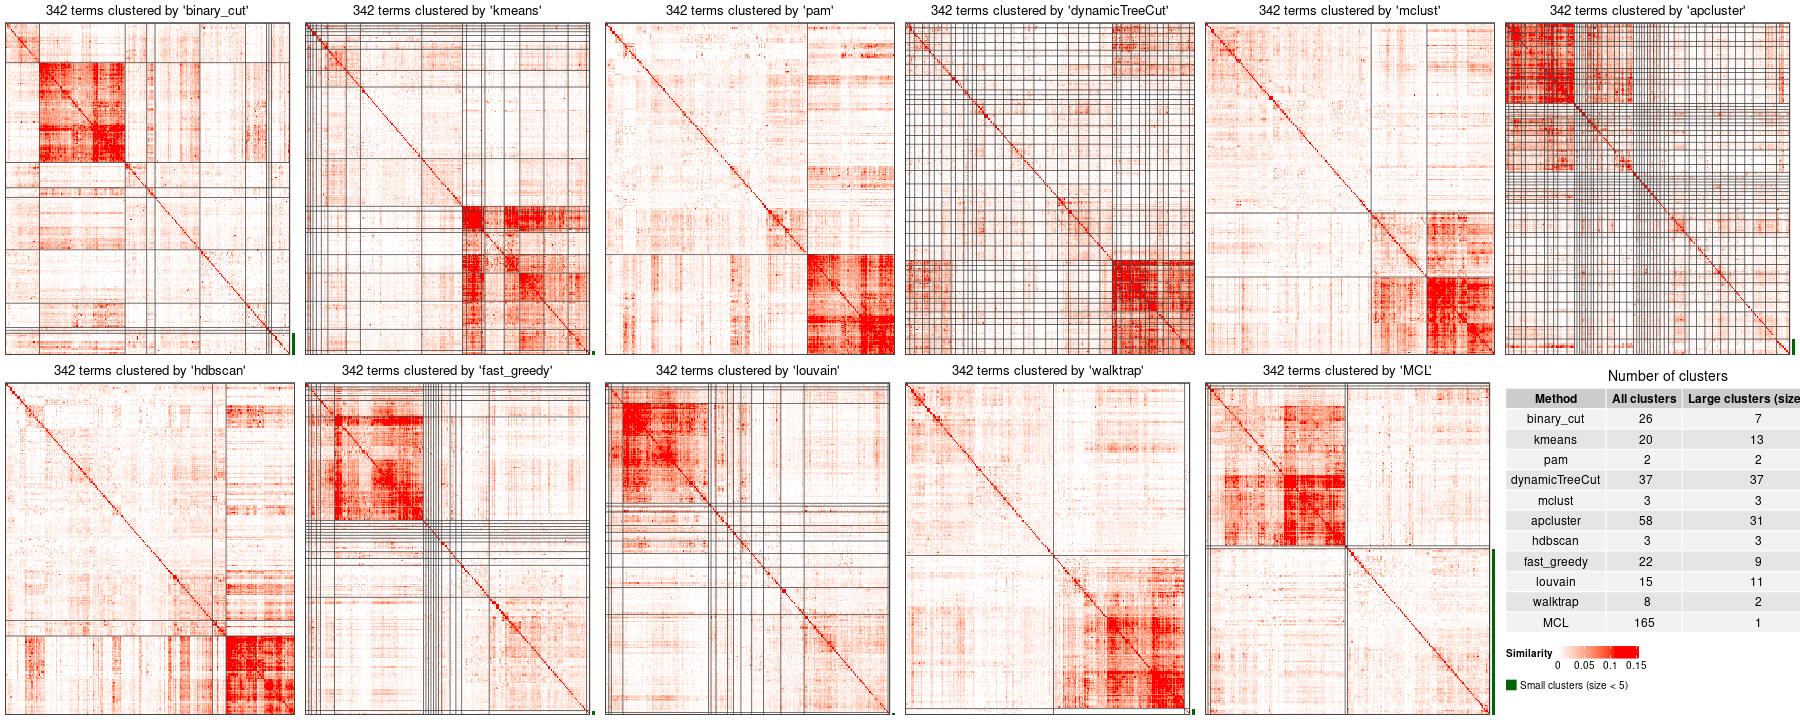 342 terms clustered by 'binary_cut'
342 terms clustered by 'kmeans'
342 terms clustered by 'pam'
342 terms clustered by 'dynamicTreeCut'
342 terms clustered by 'mclust'
342 terms clustered by 'apcluster'
342 terms clustered by 'hdbscan'
342 terms clustered by 'fast_greedy'
342 terms clustered by 'louvain'
342 terms clustered by 'walktrap'
342 terms clustered by 'MCL'
Number of clusters
Method All clusters Large clusters (size
binary_cut 26 7
kmeans 20 13
pam 2 2
dynamicTreeCut 37 37
mclust 3 3
apcluster 58 31
hdbscan 3 3
fast_greedy 22 9
louvain 15 11
walktrap 8 2
MCL 165 1
Similarity
0 0.05 0.1 0.15
Small clusters (size < 5)